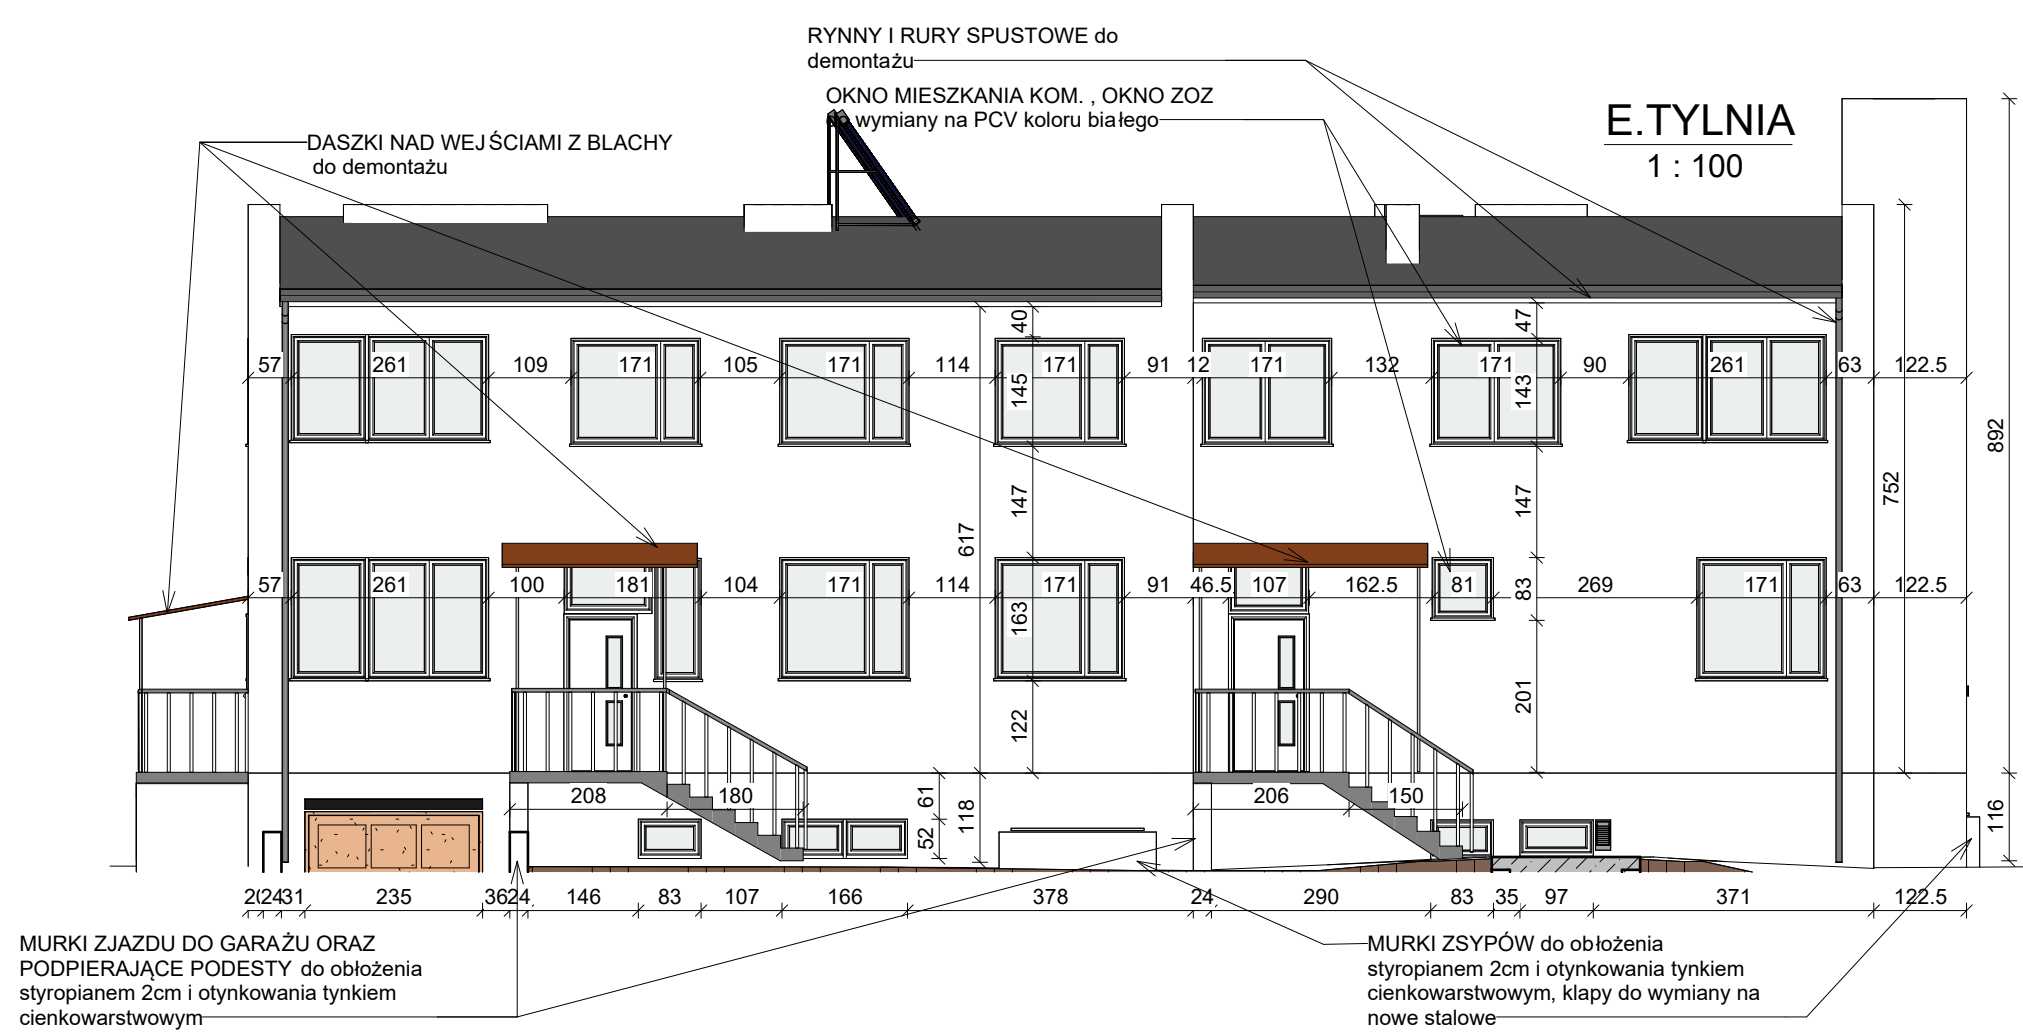 RYNNY I RURY SPUSTOWE do
demontażu
OKNO MIESZKANIA KOM. , OKNO ZOZ
wymiany na PCV koloru białego
E.TYLNIA
1 : 100
DASZKI NAD WEJŚCIAMI Z BLACHY
do demontażu
40
47
57 261 109 171 105 171 114 171 91 12 171 132 171 90 261 63 122.5
145
143
892
752
147
147
617
57 261 100 181 104 171 114 171 91 46.5 107 162.5 81 269 171 63 122.5
163
83
122
201
208 180
206 150
61
52
118
116
20 24 31 235 36 24 146 83 107 166 378 24 290 83 35 97 371 122.5
MURKI ZJAZDU DO GARAŻU ORAZ
PODPIERAJĄCE PODESTY do obłożenia
styropianem 2cm i otynkowania tynkiem
cienkowarstwowym
MURKI ZSYPÓW do obłożenia
styropianem 2cm i otynkowania tynkiem
cienkowarstwowym, klapy do wymiany na
nowe stalowe